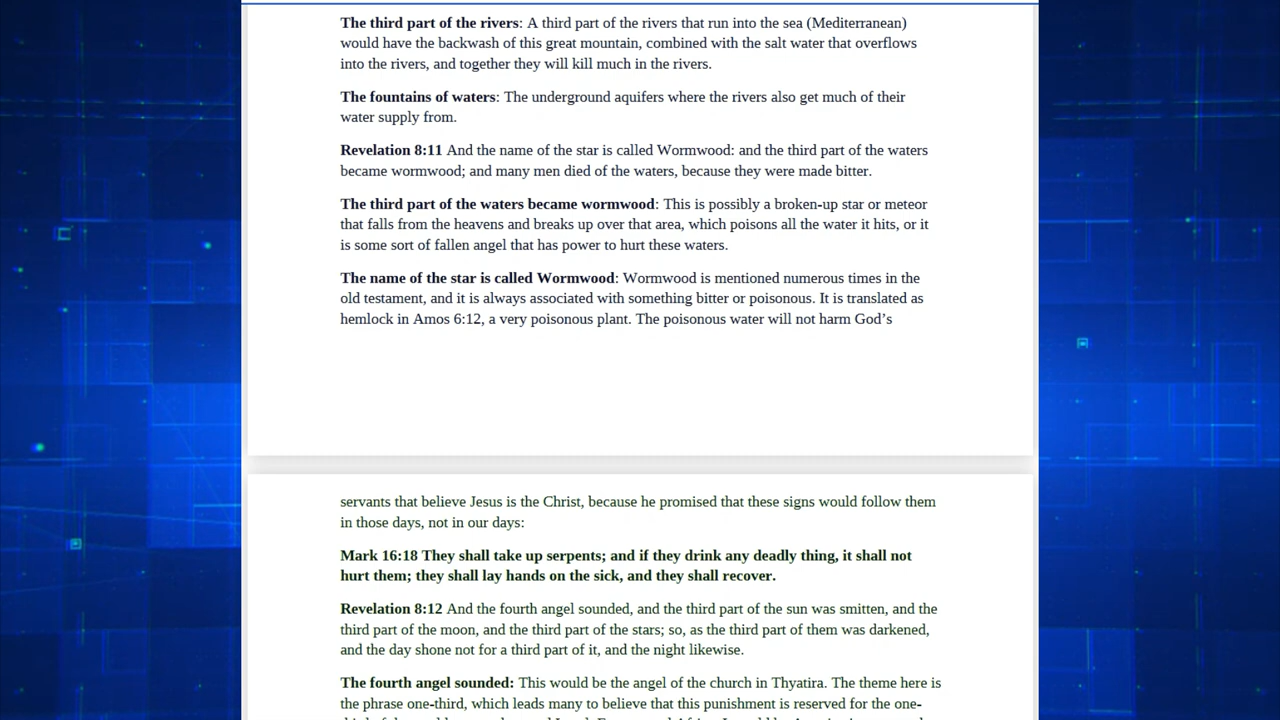 The third part of the rivers: A third part of the rivers that run into the sea (Mediterranean)
would have the backwash of this great mountain, combined with the salt water that overflows
into the rivers, and together they will kill much in the rivers.
The fountains of waters: The underground aquifers where the rivers also get much of their
water supply from.
Revelation 8:11 And the name of the star is called Wormwood: and the third part of the waters
became wormwood; and many men died of the waters, because they were made bitter.
The third part of the waters became wormwood: This is possibly a broken-up star or meteor
that falls from the heavens and breaks up over that area, which poisons all the water it hits, or it
is some sort of fallen angel that has power to hurt these waters.
The name of the star is called Wormwood: Wormwood is mentioned numerous times in the
old testament, and it is always associated with something bitter or poisonous. It is translated as
hemlock in Amos 6:12, a very poisonous plant. The poisonous water will not harm God’s
servants that believe Jesus is the Christ, because he promised that these signs would follow them
in those days, not in our days:
Mark 16:18 They shall take up serpents; and if they drink any deadly thing, it shall not
hurt them; they shall lay hands on the sick, and they shall recover.
Revelation 8:12 And the fourth angel sounded, and the third part of the sun was smitten, and the
third part of the moon, and the third part of the stars; so, as the third part of them was darkened,
and the day shone not for a third part of it, and the night likewise.
The fourth angel sounded: This would be the angel of the church in Thyatira. The theme here is
the phrase one-third, which leads many to believe that this punishment is reserved for the one-